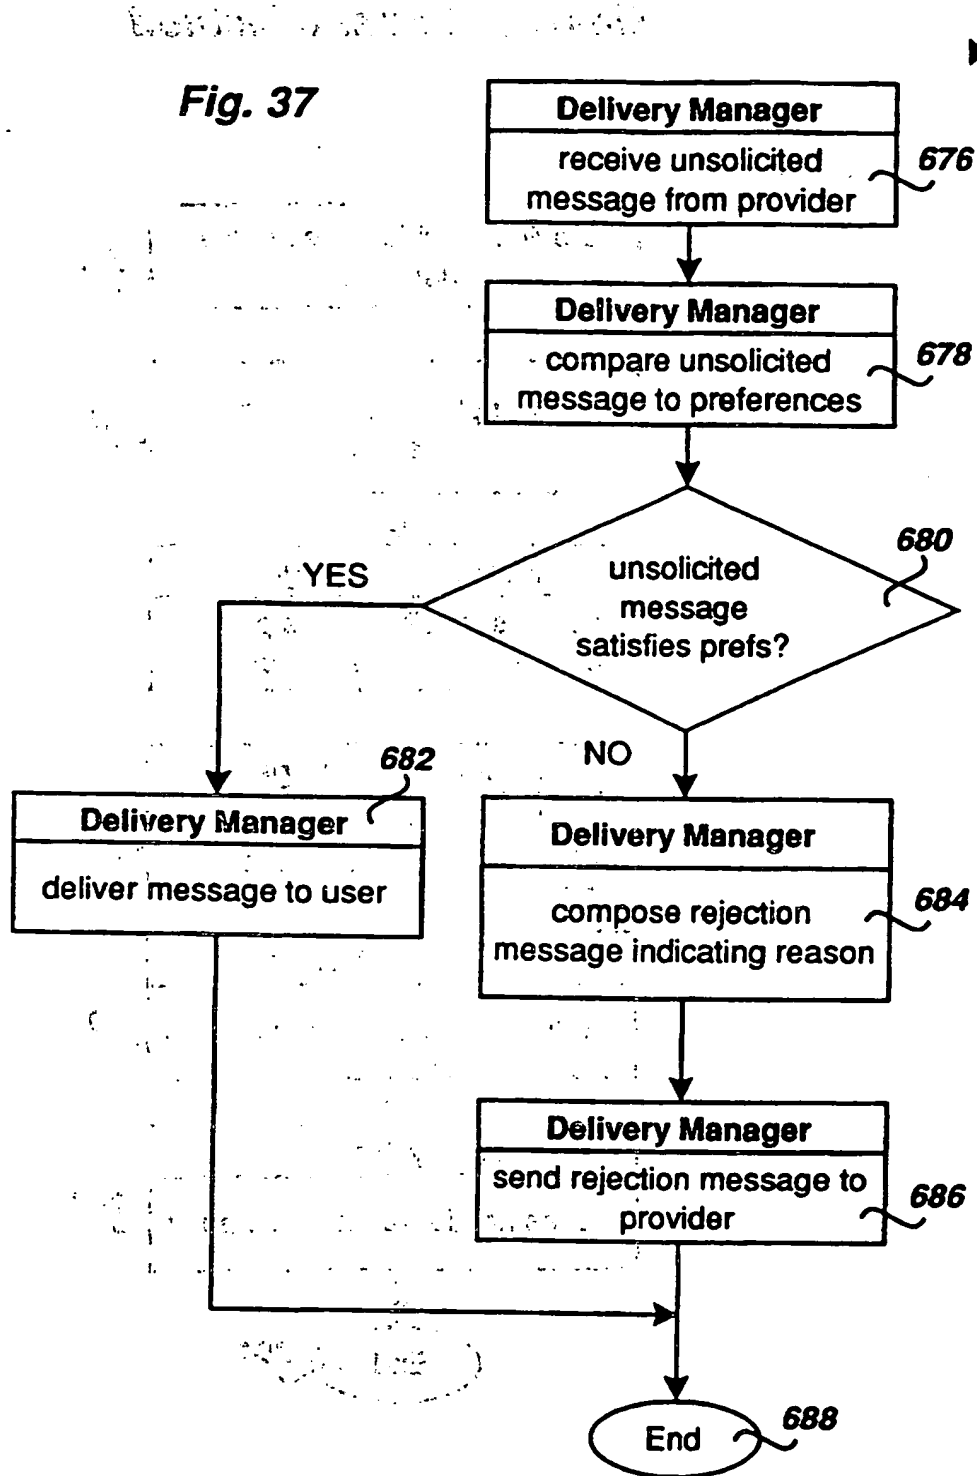 Fig. 37
Delivery Manager
receive unsolicited
message from provider
676
Delivery Manager
compare unsolicited
message to preferences
678
unsolicited
message
satisfies prefs?
680
YES
NO
682
Delivery Manager
deliver message to user
Delivery Manager
compose rejection
message indicating reason
684
Delivery Manager
send rejection message to
provider
686
End
688